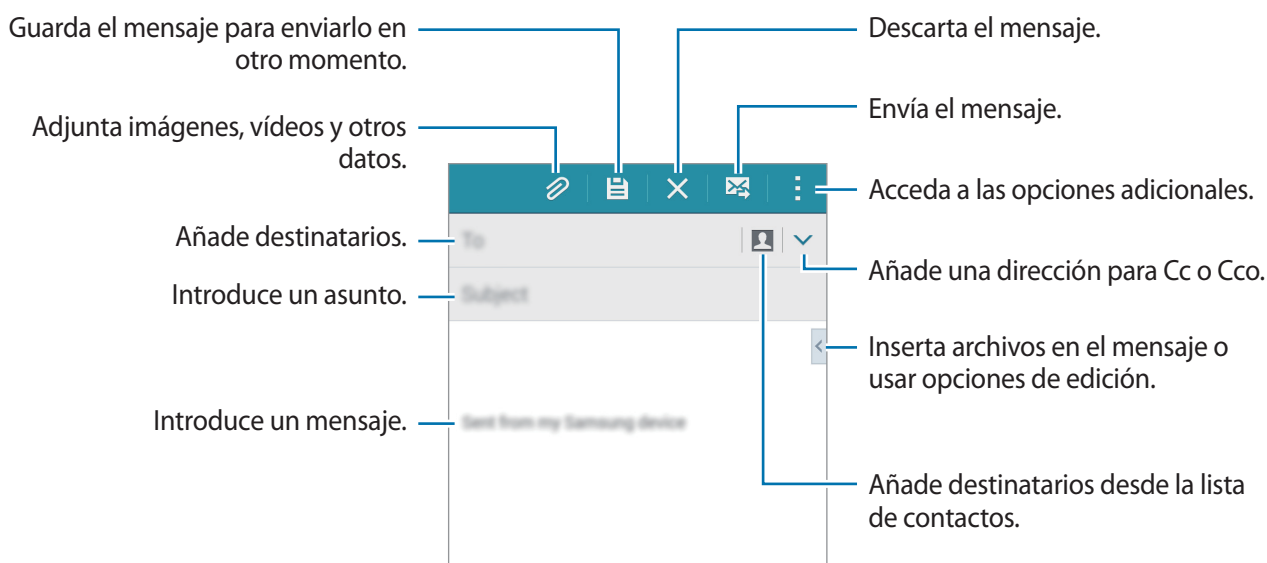 Guarda el mensaje para enviarlo en
otro momento.
Descarta el mensaje.
Envía el mensaje.
Adjunta imágenes, vídeos y otros
datos.
Acceda a las opciones adicionales.
Añade destinatarios.
To
Añade una dirección para Cc o Cco.
Introduce un asunto.
Subject
Inserta archivos en el mensaje o
usar opciones de edición.
Introduce un mensaje.
Sent from my Samsung device
Añade destinatarios desde la lista
de contactos.